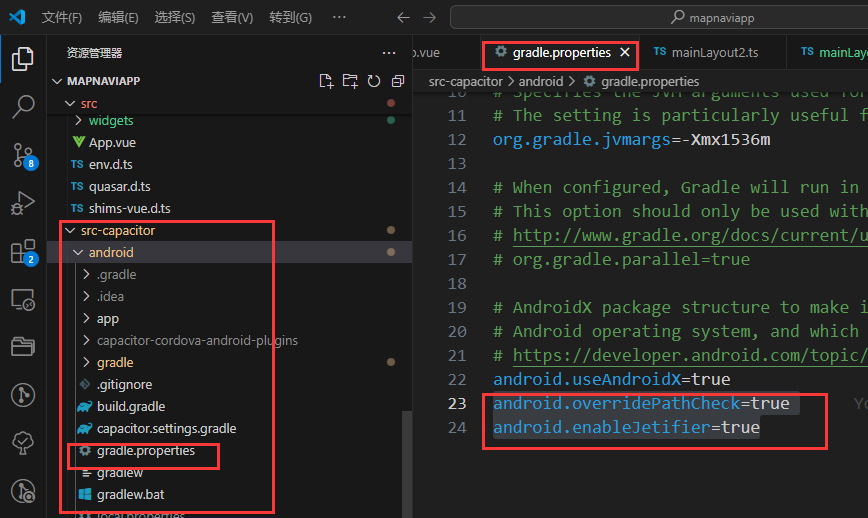 文件(F) 编辑(E) 选择(S) 查看(V) 转到(G) ··· mapnaviapp
资源管理器 ···
MAPNAVIAPP
src
widgets
App.vue
TS env.d.ts
TS quasar.d.ts
TS shims-vue.d.ts
src-capacitor
android
.gradle
.idea
app
capacitor-cordova-android-plugins
gradle
.gitignore
build.gradle
capacitor.settings.gradle
gradle.properties
gradlew
gradlew.bat
local.properties
8
2
p.vue gradle.properties TS mainLayout2.ts TS mainL
src-capacitor > android > gradle.properties
10 # Specifies the JVM arguments used for
11 # The setting is particularly useful f
12 org.gradle.jvmargs=-Xmx1536m
13
14 # When configured, Gradle will run in
15 # This option should only be used with
16 # http://www.gradle.org/docs/current/u
17 # org.gradle.parallel=true
18
19 # AndroidX package structure to make i
20 # Android operating system, and which
21 # https://developer.android.com/topic/
22 android.useAndroidX=true
23 android.overridePathCheck=true Yo
24 android.enableJetifier=true